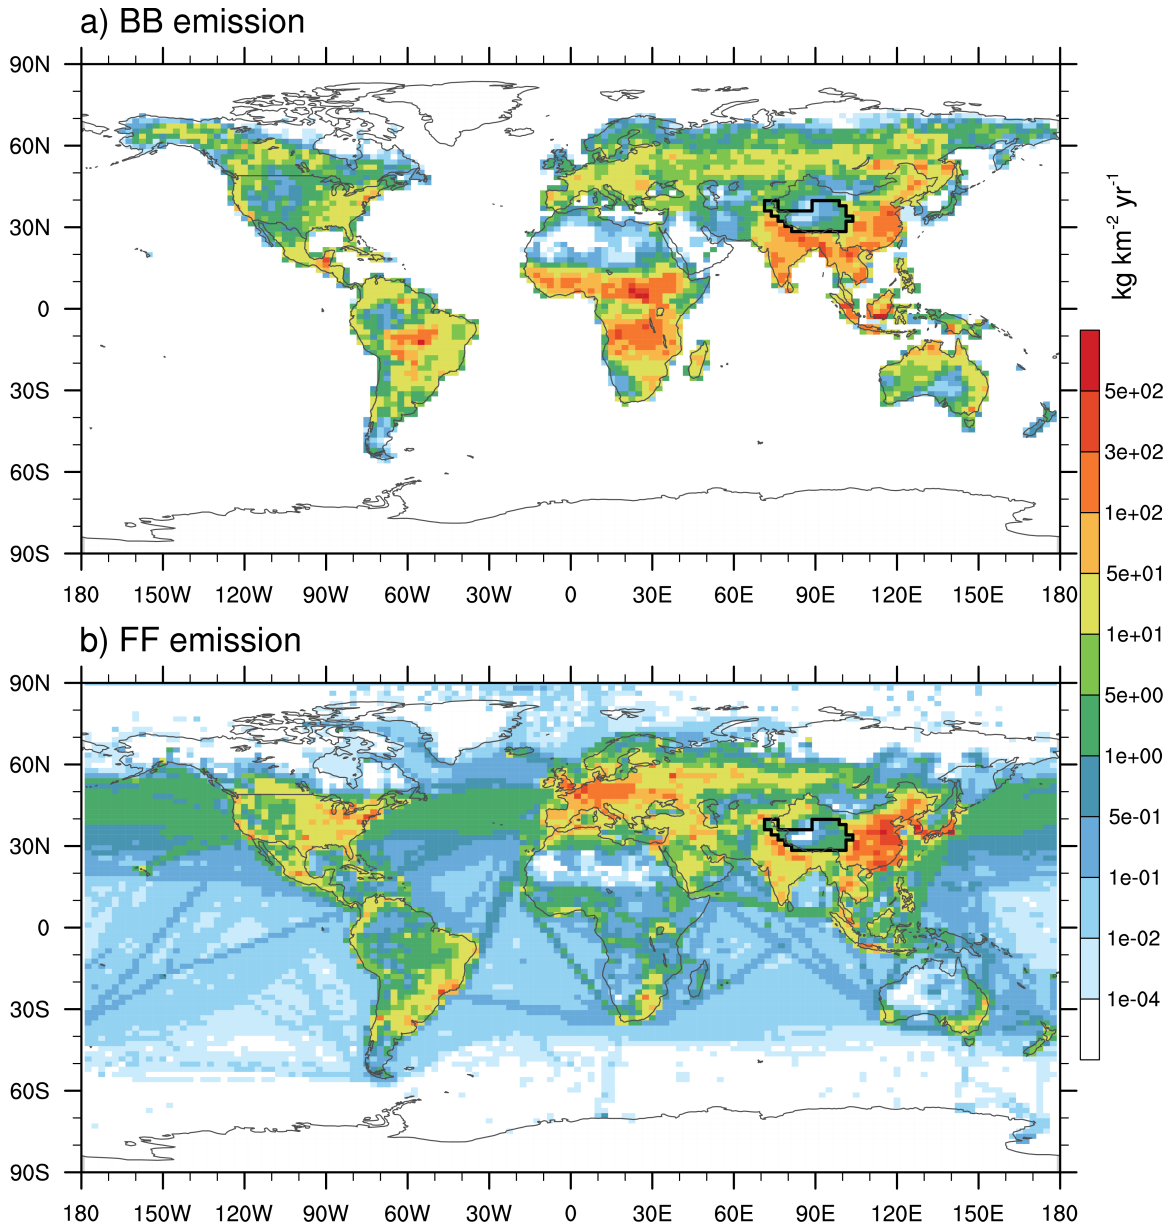 a) BB emission
90N
60N
30N
0
30S
60S
90S
180 150W 120W 90W 60W 30W 0 30E 60E 90E 120E 150E 180
b) FF emission
90N
60N
30N
0
30S
60S
90S
180 150W 120W 90W 60W 30W 0 30E 60E 90E 120E 150E 180
kg km⁻² yr⁻¹
5e+02
3e+02
1e+02
5e+01
1e+01
5e+00
1e+00
5e-01
1e-01
1e-02
1e-04